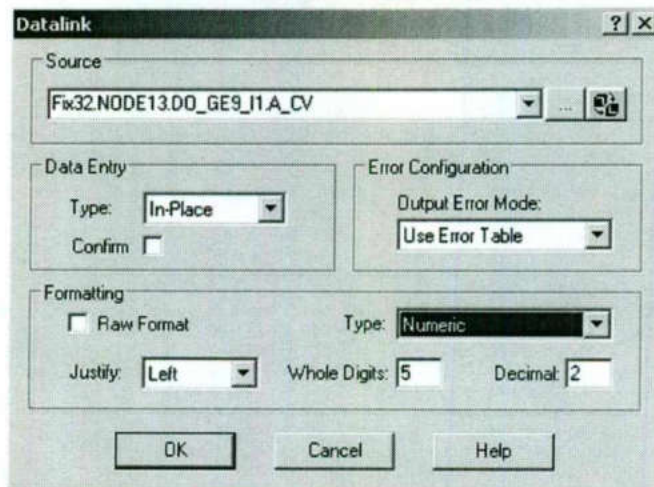 Datalink
Source
Fix32.NODE13.DO_GE9_I1.A_CV
...
Data Entry
Type: In-Place
Confirm
Error Configuration
Output Error Mode:
Use Error Table
Formatting
Raw Format
Type: Numeric
Justify: Left
Whole Digits: 5
Decimal: 2
OK
Cancel
Help